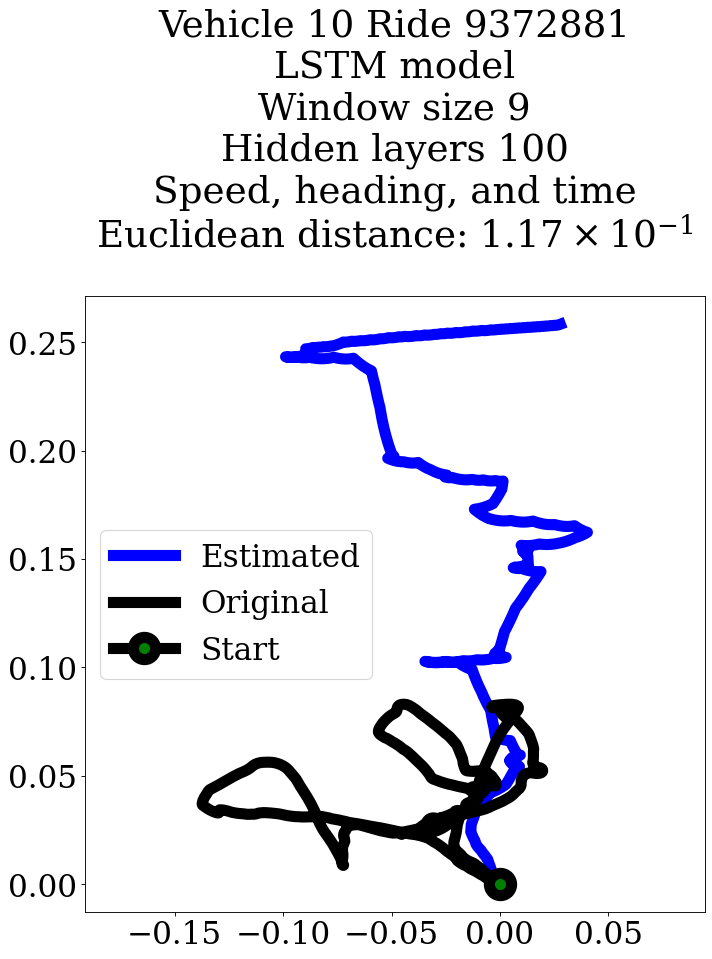 Vehicle 10 Ride 9372881
LSTM model
Window size 9
Hidden layers 100
Speed, heading, and time
Euclidean distance: 1.17 × 10⁻¹
0.25
0.20
0.15
0.10
0.05
0.00
Estimated
Original
Start
−0.15 −0.10 −0.05 0.00 0.05